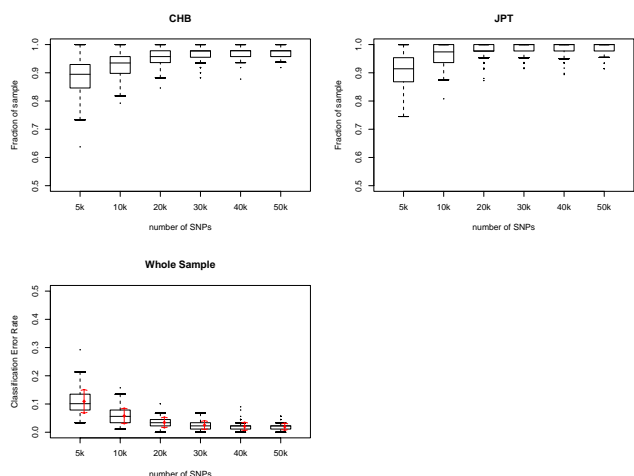 CHB
Fraction of sample
1.0
0.9
0.8
0.7
0.6
0.5
5k 10k 20k 30k 40k 50k
number of SNPs
JPT
Fraction of sample
1.0
0.9
0.8
0.7
0.6
0.5
5k 10k 20k 30k 40k 50k
number of SNPs
Whole Sample
Classification Error Rate
0.5
0.4
0.3
0.2
0.1
0.0
5k 10k 20k 30k 40k 50k
number of SNPs